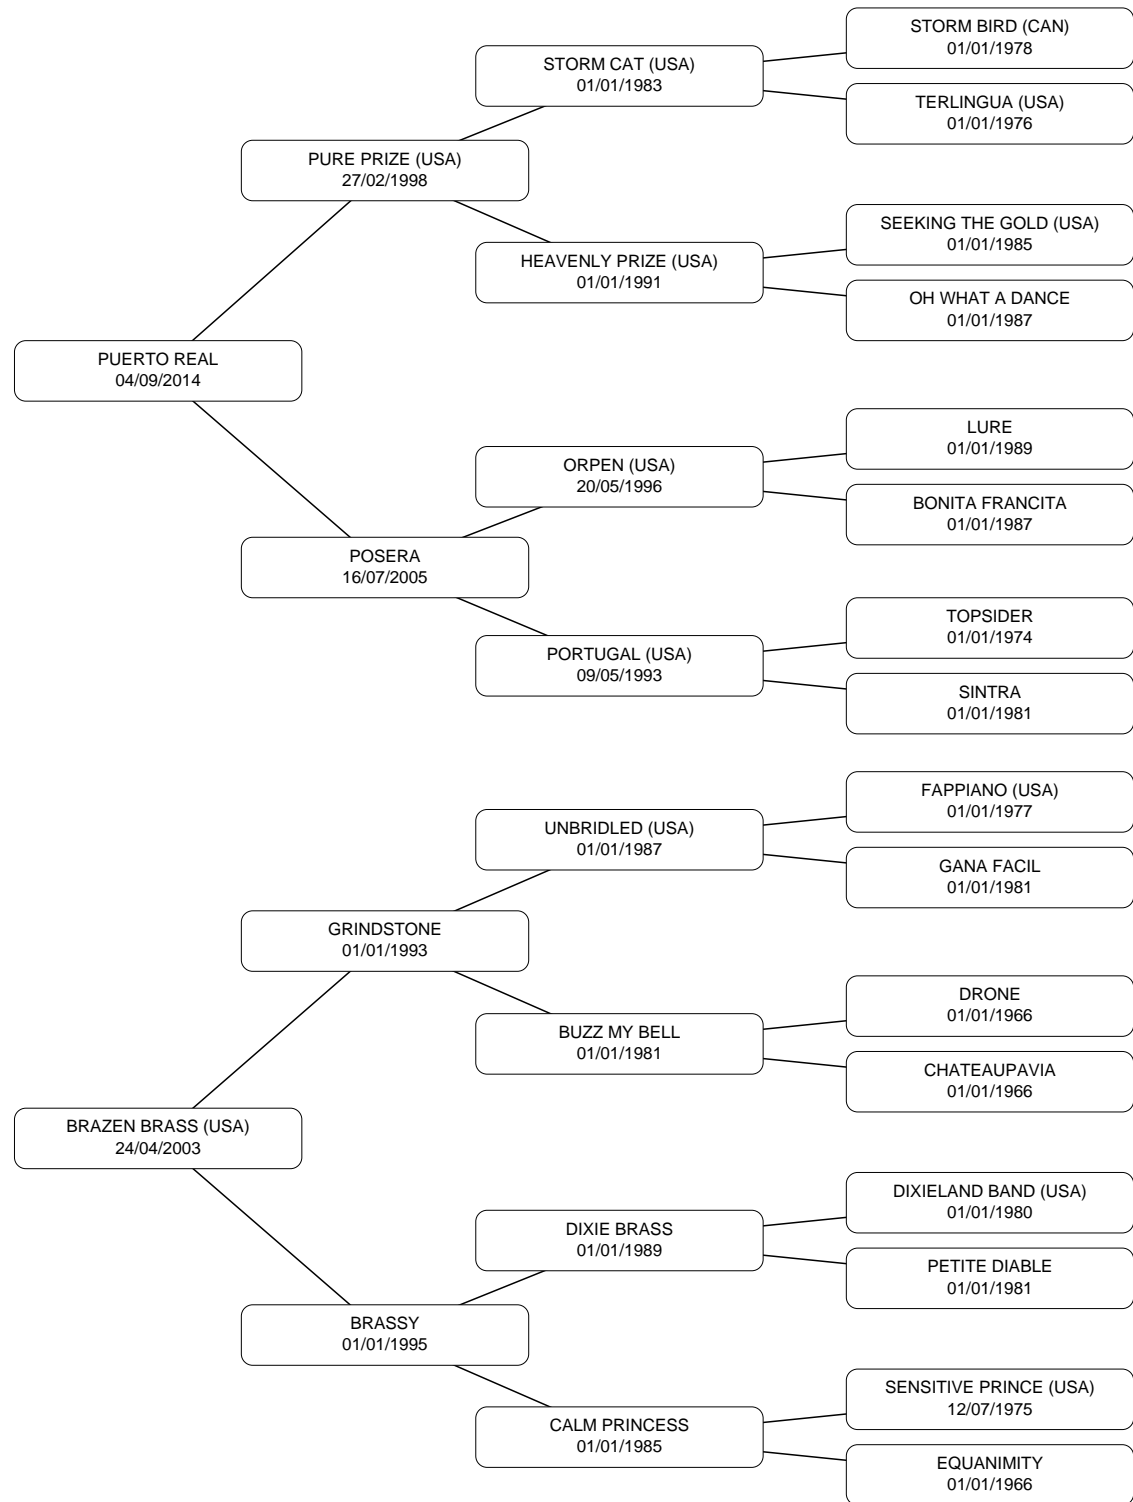 STORM BIRD (CAN)
01/01/1978
STORM CAT (USA)
01/01/1983
TERLINGUA (USA)
01/01/1976
PURE PRIZE (USA)
27/02/1998
SEEKING THE GOLD (USA)
01/01/1985
HEAVENLY PRIZE (USA)
01/01/1991
OH WHAT A DANCE
01/01/1987
PUERTO REAL
04/09/2014
LURE
01/01/1989
ORPEN (USA)
20/05/1996
BONITA FRANCITA
01/01/1987
POSERA
16/07/2005
TOPSIDER
01/01/1974
PORTUGAL (USA)
09/05/1993
SINTRA
01/01/1981
FAPPIANO (USA)
01/01/1977
UNBRIDLED (USA)
01/01/1987
GANA FACIL
01/01/1981
GRINDSTONE
01/01/1993
DRONE
01/01/1966
BUZZ MY BELL
01/01/1981
CHATEAUPAVIA
01/01/1966
BRAZEN BRASS (USA)
24/04/2003
DIXIELAND BAND (USA)
01/01/1980
DIXIE BRASS
01/01/1989
PETITE DIABLE
01/01/1981
BRASSY
01/01/1995
SENSITIVE PRINCE (USA)
12/07/1975
CALM PRINCESS
01/01/1985
EQUANIMITY
01/01/1966